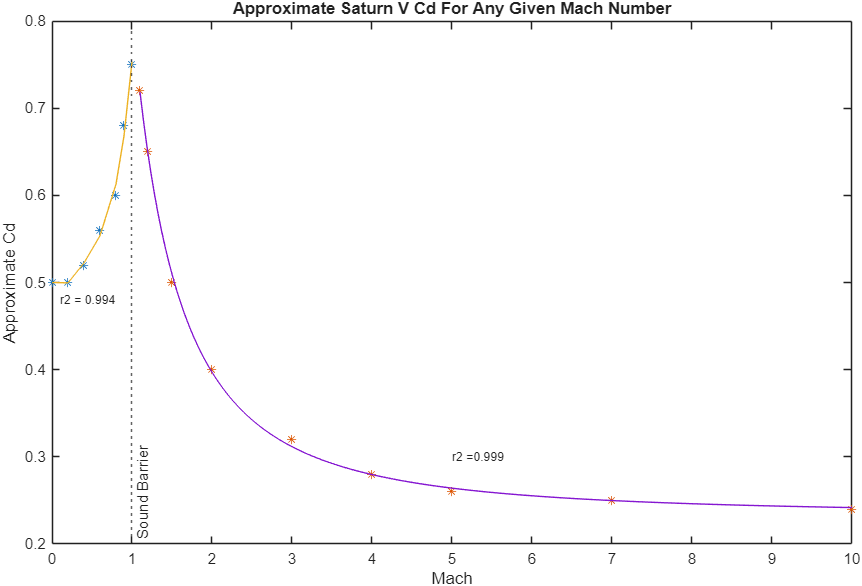 Approximate Saturn V Cd For Any Given Mach Number
0.8
0.7
0.6
0.5
0.4
0.3
0.2
Approximate Cd
r2 = 0.994
r2 =0.999
Sound Barrier
0 1 2 3 4 5 6 7 8 9 10
Mach